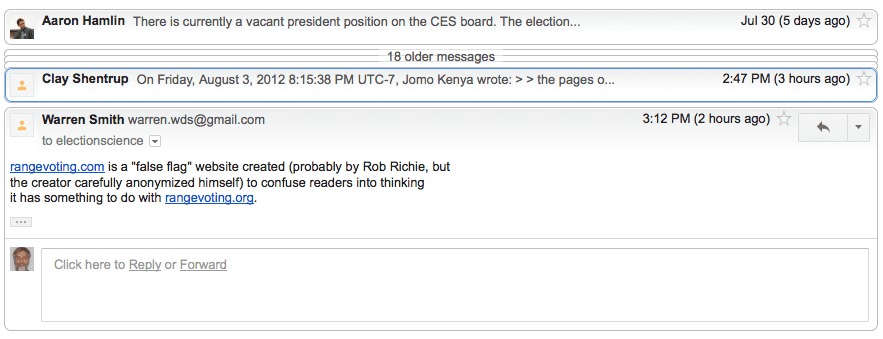 Aaron Hamlin There is currently a vacant president position on the CES board. The election... Jul 30 (5 days ago)
18 older messages
Clay Shentrup On Friday, August 3, 2012 8:15:38 PM UTC-7, Jomo Kenya wrote: > > the pages o... 2:47 PM (3 hours ago)
Warren Smith warren.wds@gmail.com 3:12 PM (2 hours ago)
to electionscience
rangevoting.com is a "false flag" website created (probably by Rob Richie, but
the creator carefully anonymized himself) to confuse readers into thinking
it has something to do with rangevoting.org.
...
Click here to Reply or Forward